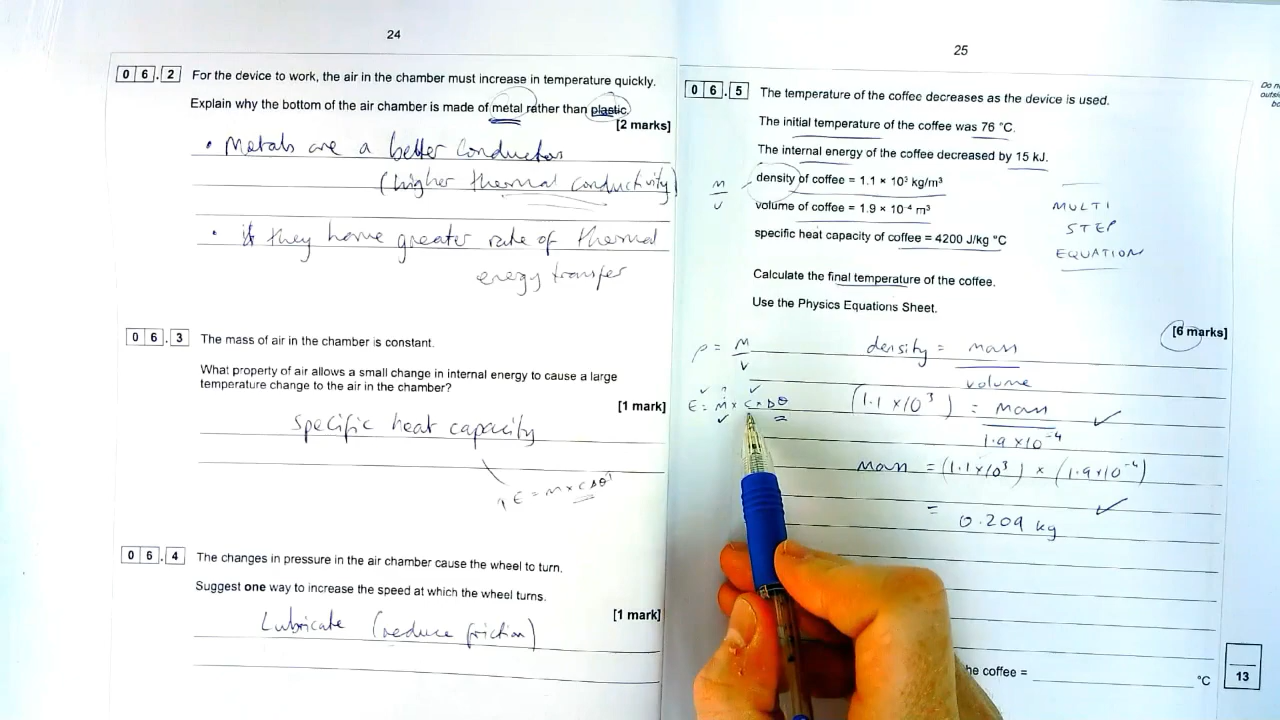 24
0 6 . 2 For the device to work, the air in the chamber must increase in temperature quickly.
Explain why the bottom of the air chamber is made of metal rather than plastic.
[2 marks]
• Metals are a better conductors
(higher thermal conductivity)
• they have greater rate of thermal
energy transfer
0 6 . 3 The mass of air in the chamber is constant.
What property of air allows a small change in internal energy to cause a large
temperature change to the air in the chamber?
[1 mark]
specific heat capacity
E = M × C Δθ
0 6 . 4 The changes in pressure in the air chamber cause the wheel to turn.
Suggest one way to increase the speed at which the wheel turns.
[1 mark]
Lubricate (reduce friction)
25
Do n
outsi
bo
0 6 . 5 The temperature of the coffee decreases as the device is used.
The initial temperature of the coffee was 76 °C.
The internal energy of the coffee decreased by 15 kJ.
density of coffee = 1.1 × 10³ kg/m³
M
V
volume of coffee = 1.9 × 10⁻⁴ m³
specific heat capacity of coffee = 4200 J/kg °C
MULTI
STEP
EQUATION
Calculate the final temperature of the coffee.
Use the Physics Equations Sheet.
[6 marks]
ρ = M
V
density = mass
volume
E = M × C × Δθ
(1.1 × 10³) = mass
1.9 × 10⁻⁴
mass = (1.1 × 10³) × (1.9 × 10⁻⁴)
= 0.209 kg
he coffee = °C
13